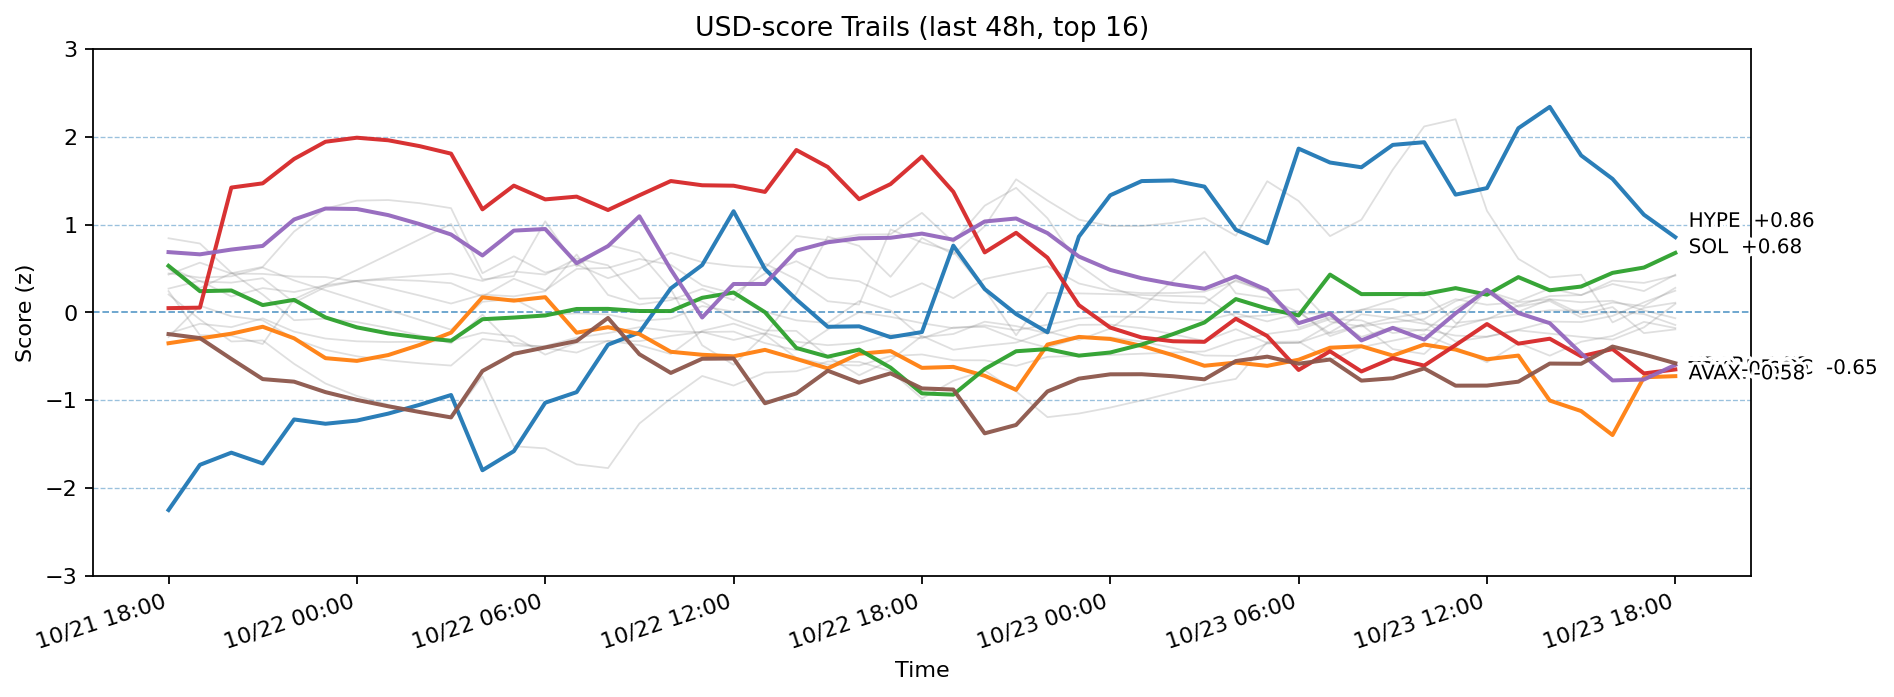 USD-score Trails (last 48h, top 16)
Score (z)
3
2
1
0
−1
−2
−3
HYPE +0.86
SOL +0.68
-0.65
AVAX -0.58
10/21 18:00
10/22 00:00
10/22 06:00
10/22 12:00
10/22 18:00
10/23 00:00
10/23 06:00
10/23 12:00
10/23 18:00
Time